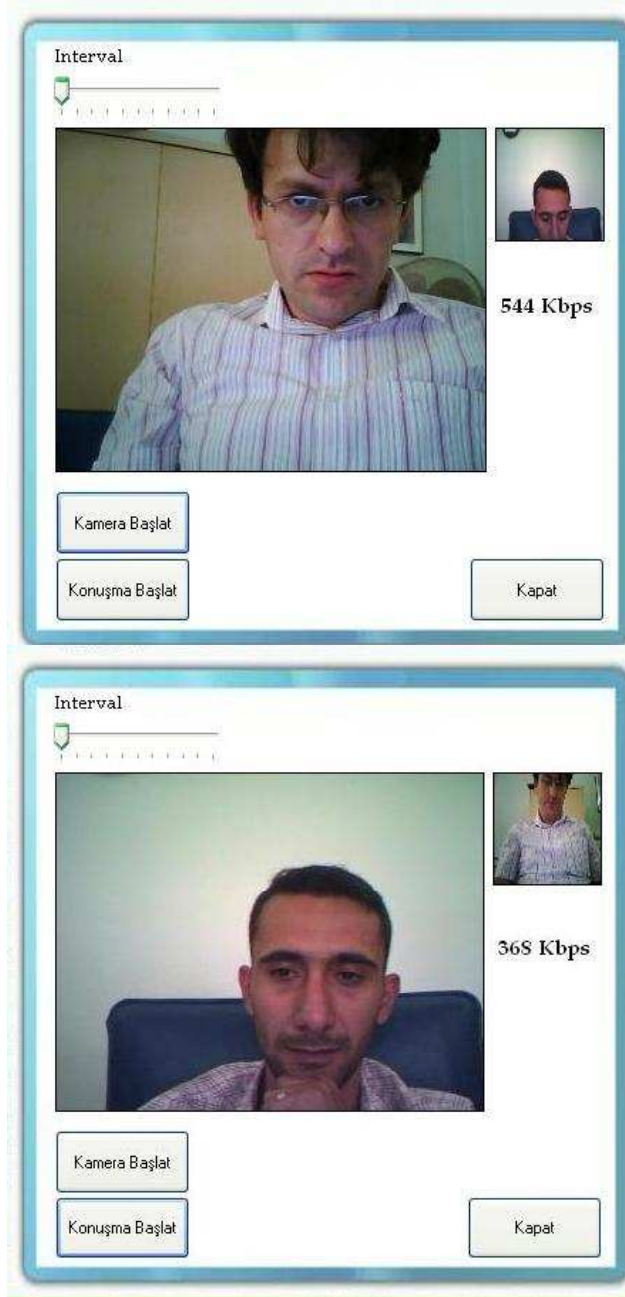 Interval
544 Kbps
Kamera Başlat
Konuşma Başlat
Kapat
Interval
368 Kbps
Kamera Başlat
Konuşma Başlat
Kapat